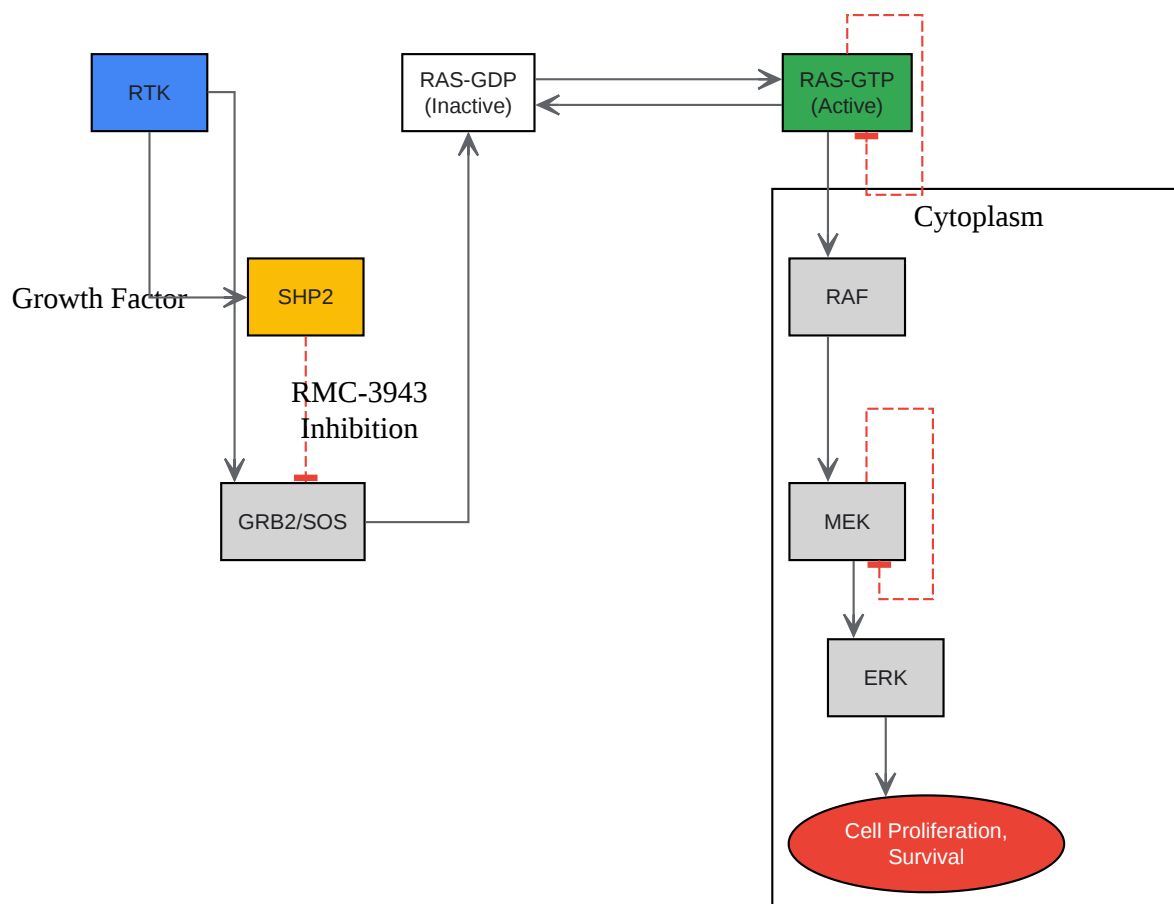 RTK
RAS-GDP
(Inactive)
RAS-GTP
(Active)
Cytoplasm
Growth Factor
SHP2
RAF
RMC-3943
Inhibition
GRB2/SOS
MEK
ERK
Cell Proliferation,
Survival